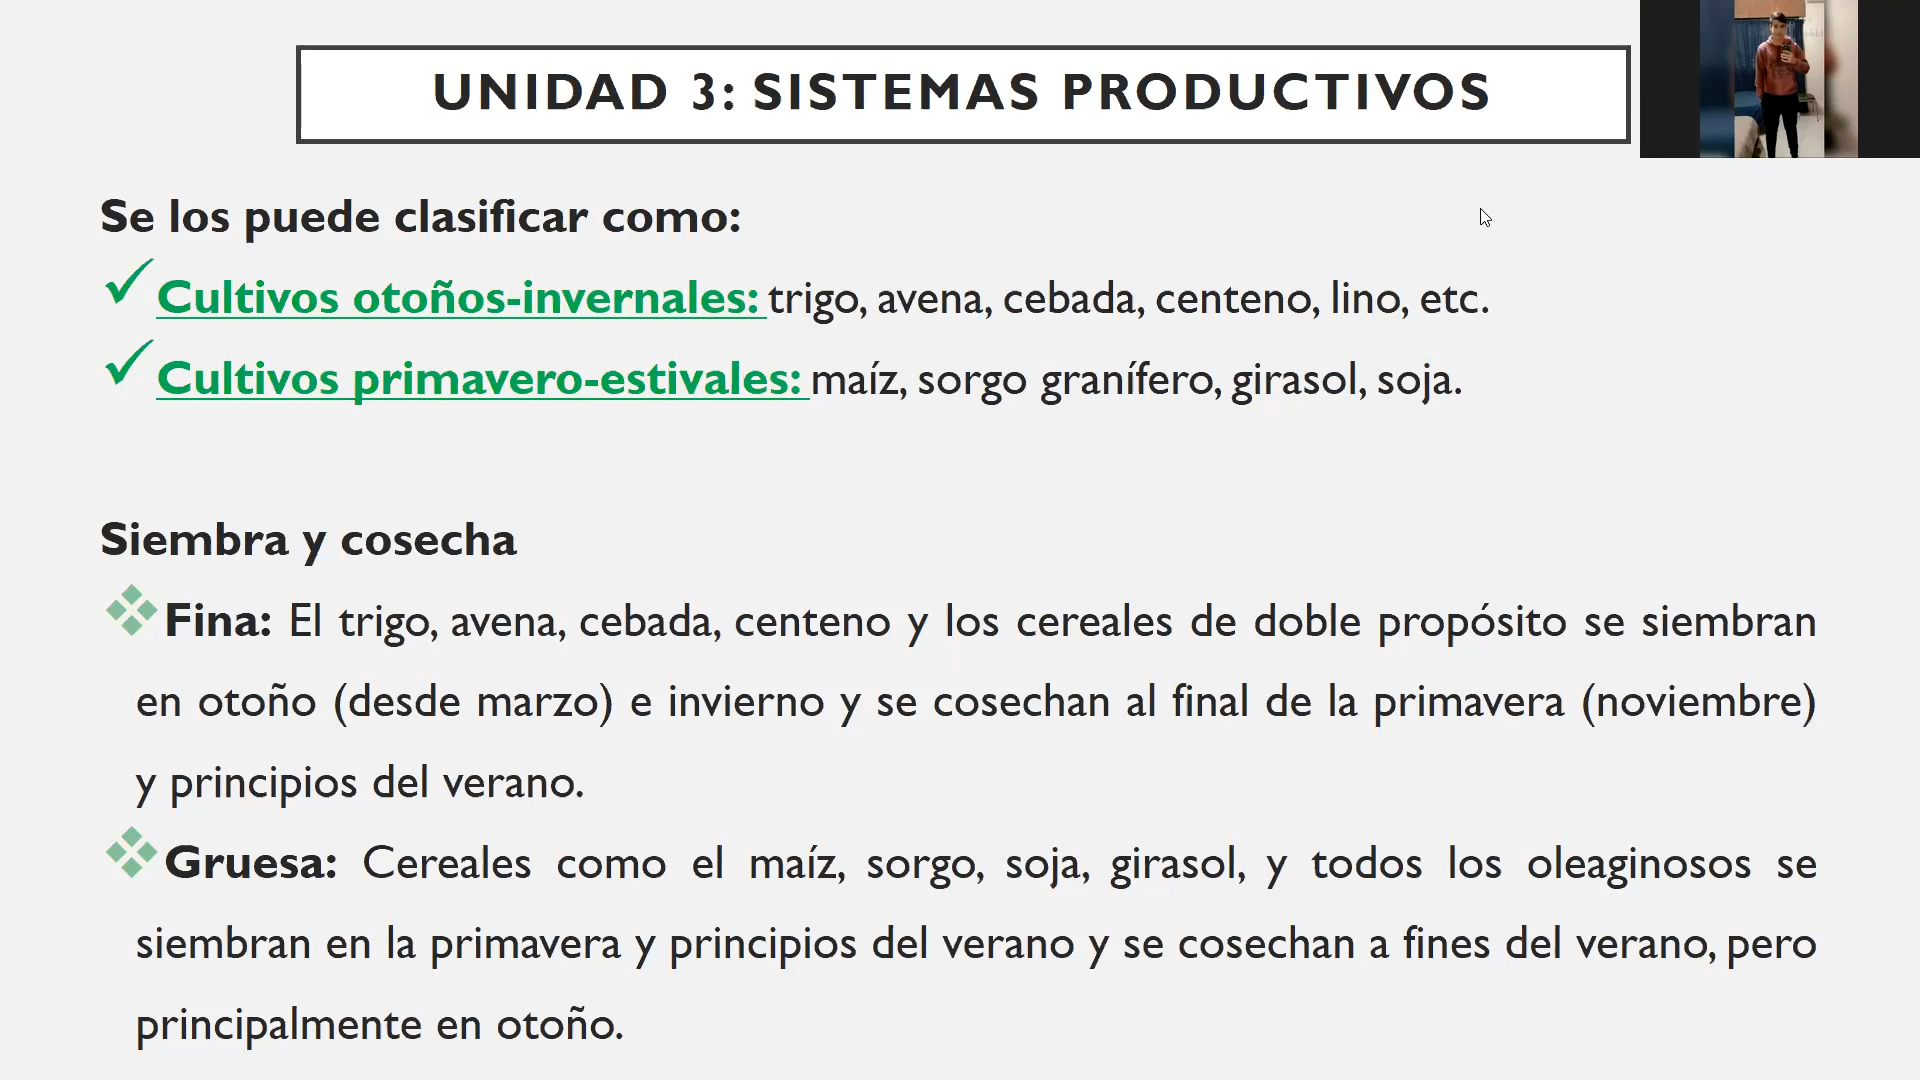 UNIDAD 3: SISTEMAS PRODUCTIVOS
Se los puede clasificar como:
Cultivos otoños-invernales: trigo, avena, cebada, centeno, lino, etc.
Cultivos primavero-estivales: maíz, sorgo granífero, girasol, soja.
Siembra y cosecha
Fina: El trigo, avena, cebada, centeno y los cereales de doble propósito se siembran
en otoño (desde marzo) e invierno y se cosechan al final de la primavera (noviembre)
y principios del verano.
Gruesa: Cereales como el maíz, sorgo, soja, girasol, y todos los oleaginosos se
siembran en la primavera y principios del verano y se cosechan a fines del verano, pero
principalmente en otoño.